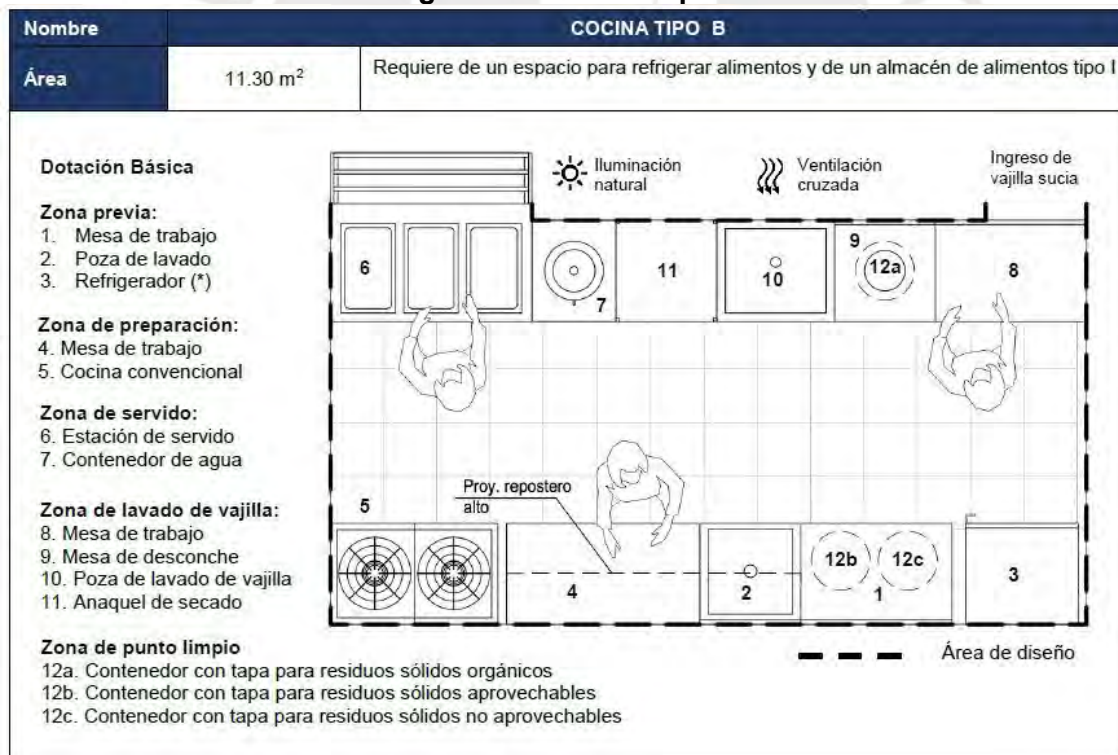 Nombre COCINA TIPO B
Área 11.30 m² Requiere de un espacio para refrigerar alimentos y de un almacén de alimentos tipo I
Dotación Básica
Zona previa:
1. Mesa de trabajo
2. Poza de lavado
3. Refrigerador (*)
Zona de preparación:
4. Mesa de trabajo
5. Cocina convencional
Zona de servido:
6. Estación de servido
7. Contenedor de agua
Zona de lavado de vajilla:
8. Mesa de trabajo
9. Mesa de desconche
10. Poza de lavado de vajilla
11. Anaquel de secado
Zona de punto limpio
12a. Contenedor con tapa para residuos sólidos orgánicos
12b. Contenedor con tapa para residuos sólidos aprovechables
12c. Contenedor con tapa para residuos sólidos no aprovechables
Iluminación
natural
Ventilación
cruzada
Ingreso de
vajilla sucia
6
7
11
10
9
12a
8
Proy. repostero
alto
5
4
2
12b
12c
1
3
Área de diseño